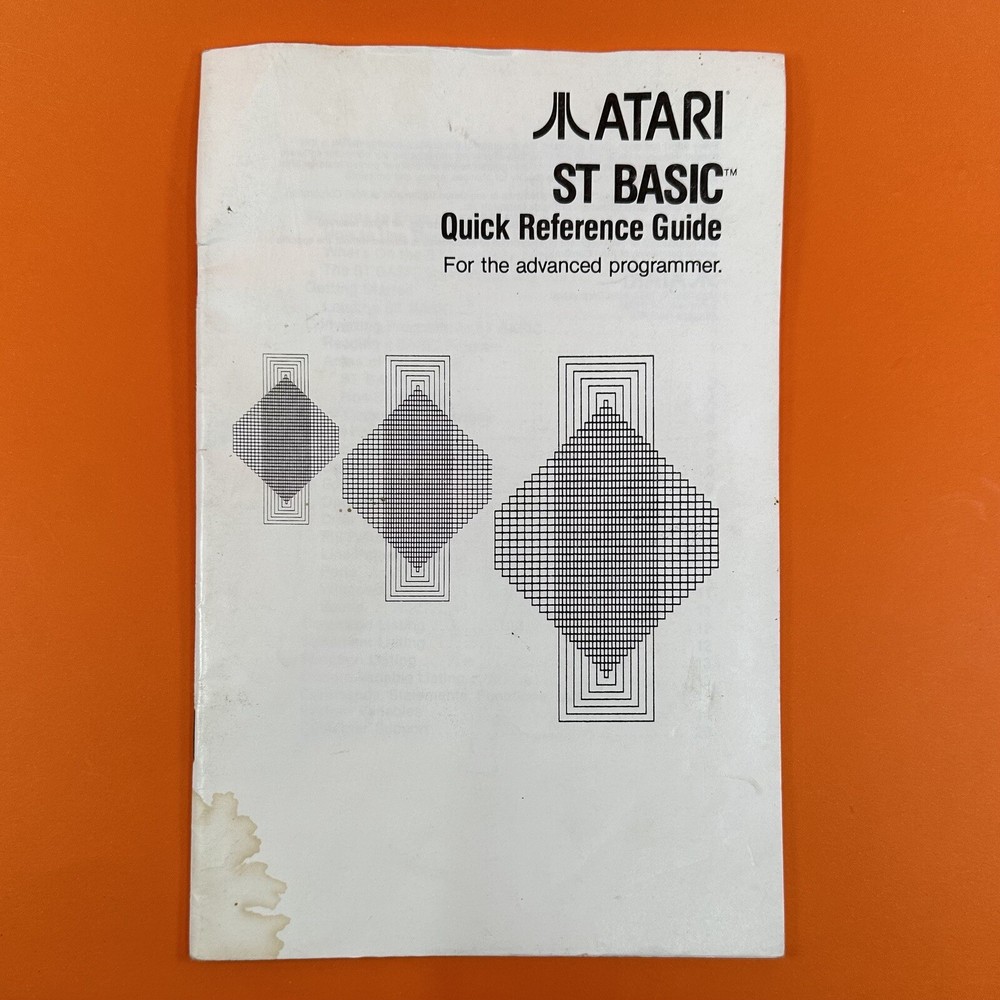 ATARI®
ST BASIC™
Quick Reference Guide
For the advanced programmer.